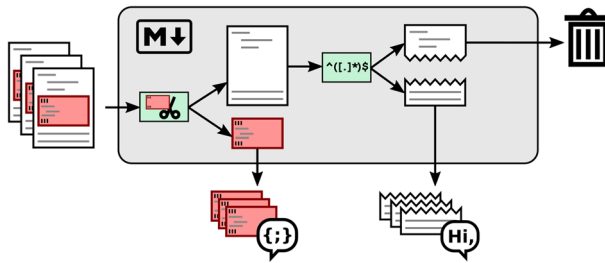 M↓
^([.]*)$
{;}
Hi,